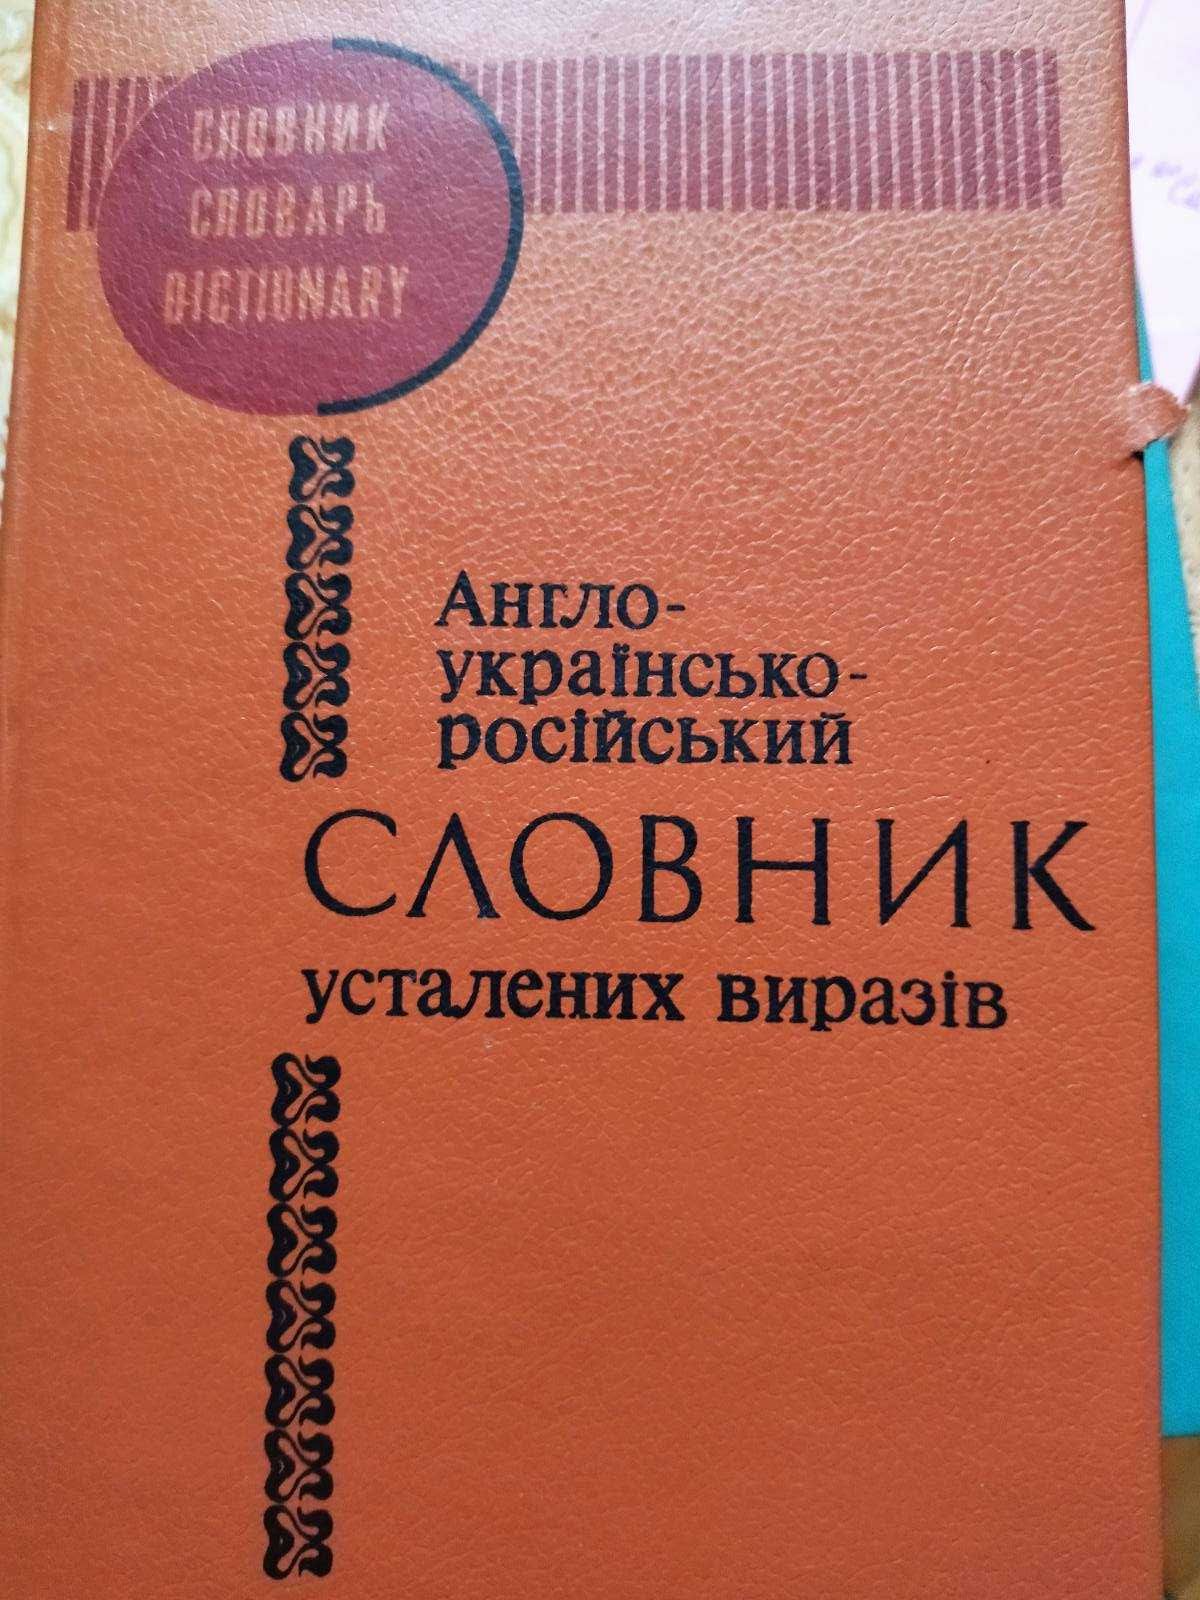 СЛОВНИК
СЛОВАРЬ
DICTIONARY
Англо-
українсько-
російський
СЛОВНИК
усталених виразів